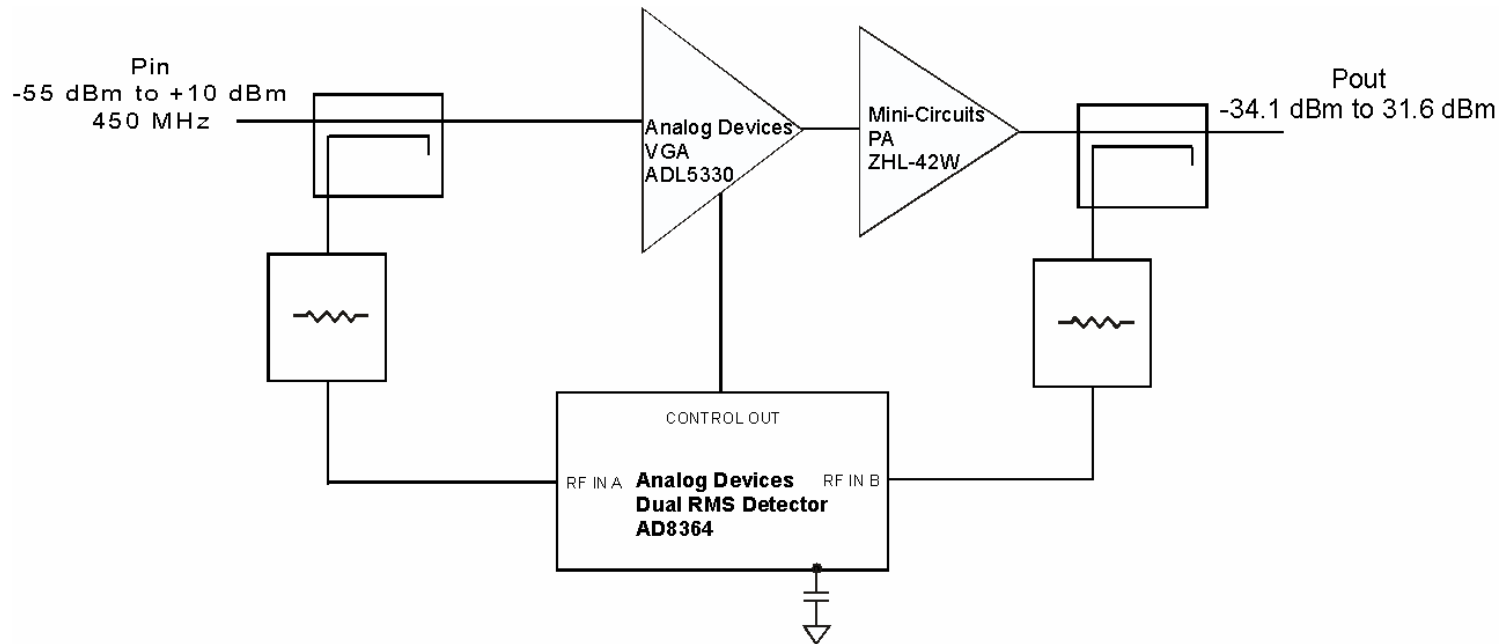 Pin
-55 dBm to +10 dBm
450 MHz
Analog Devices
VGA
ADL5330
Mini-Circuits
PA
ZHL-42W
Pout
-34.1 dBm to 31.6 dBm
CONTROL OUT
RF IN A
Analog Devices
Dual RMS Detector
AD8364
RF IN B